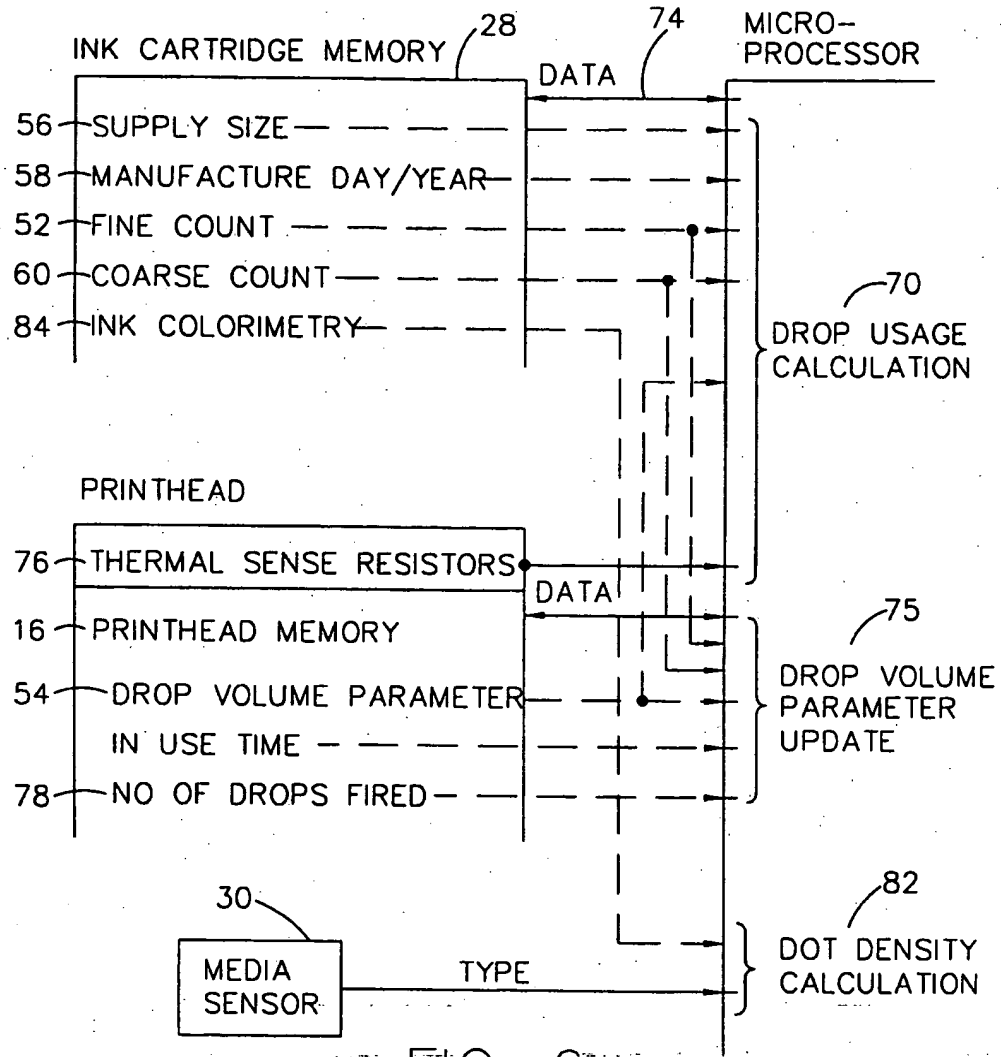 28
74
MICRO-
PROCESSOR
INK CARTRIDGE MEMORY
DATA
56 SUPPLY SIZE
58 MANUFACTURE DAY/YEAR
52 FINE COUNT
60 COARSE COUNT
84 INK COLORIMETRY
70
DROP USAGE
CALCULATION
PRINTHEAD
76 THERMAL SENSE RESISTORS
DATA
16 PRINTHEAD MEMORY
54 DROP VOLUME PARAMETER
IN USE TIME
78 NO OF DROPS FIRED
75
DROP VOLUME
PARAMETER
UPDATE
30
MEDIA
SENSOR
TYPE
82
DOT DENSITY
CALCULATION